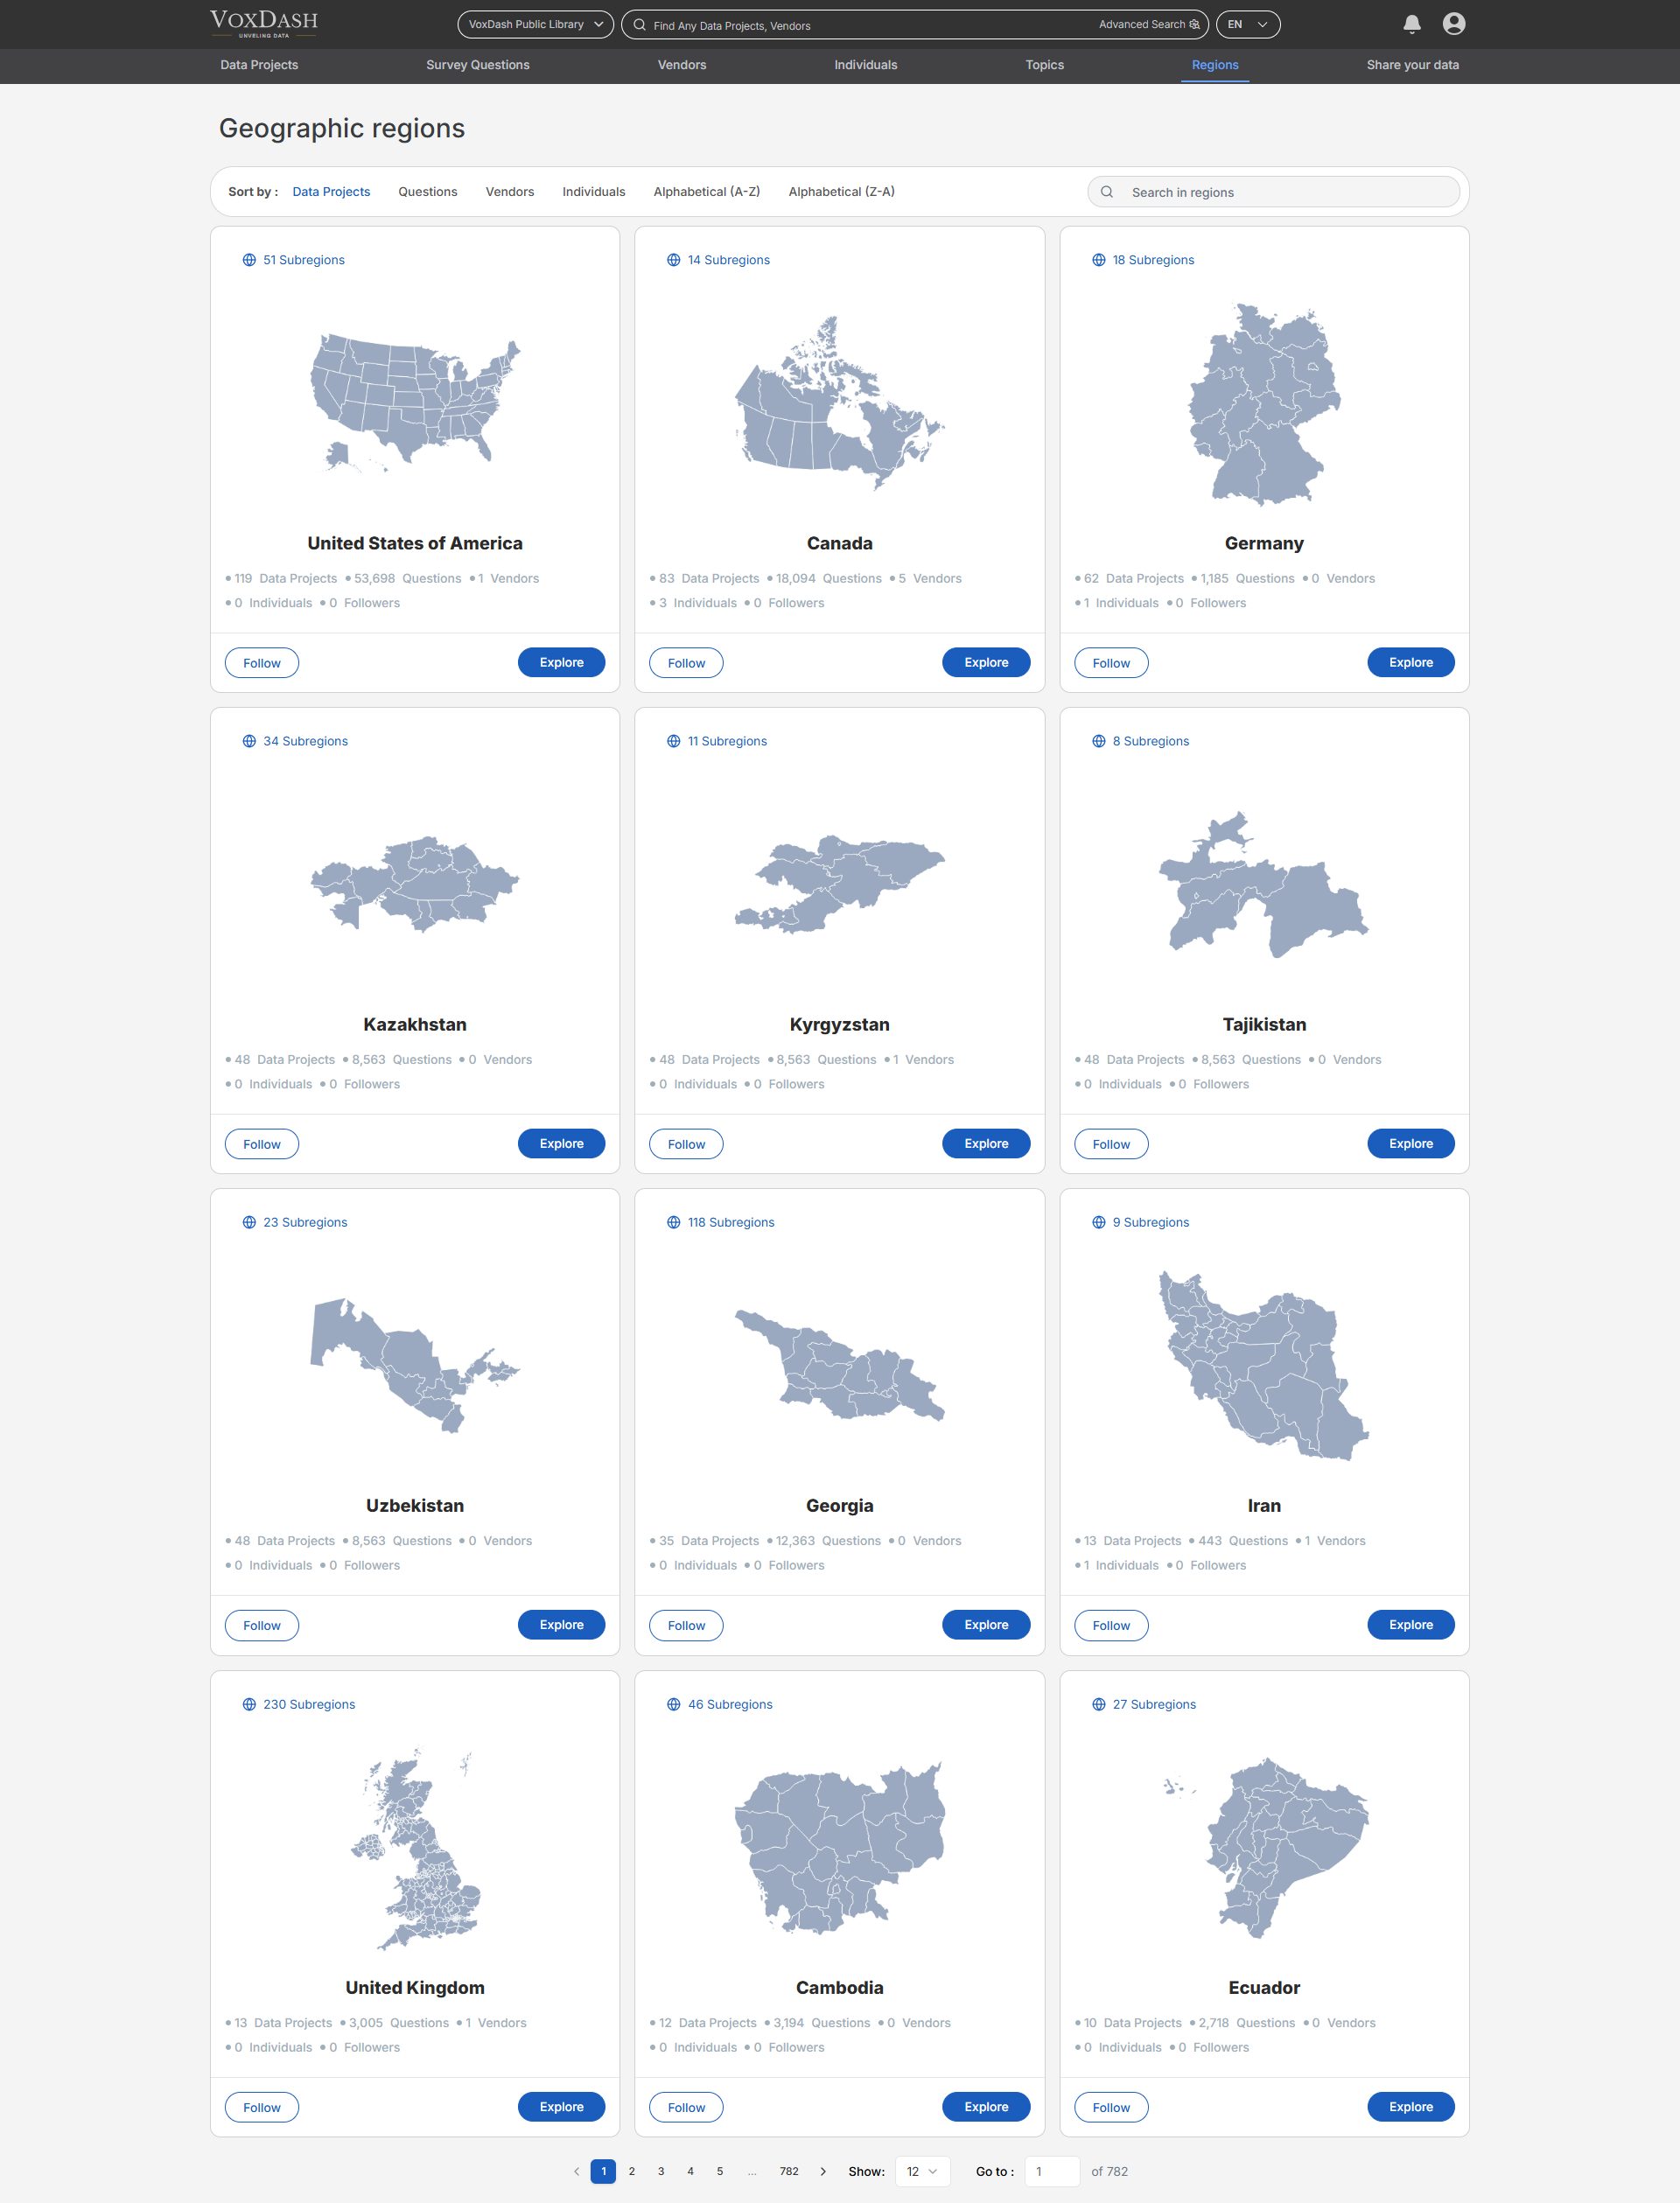 VOXDASH
UNVELING DATA
VoxDash Public Library
Find Any Data Projects, Vendors
Advanced Search
EN
Data Projects
Survey Questions
Vendors
Individuals
Topics
Regions
Share your data
Geographic regions
Sort by : Data Projects Questions Vendors Individuals Alphabetical (A-Z) Alphabetical (Z-A)
Search in regions
51 Subregions
United States of America
• 119 Data Projects • 53,698 Questions • 1 Vendors
• 0 Individuals • 0 Followers
Follow
Explore
14 Subregions
Canada
• 83 Data Projects • 18,094 Questions • 5 Vendors
• 3 Individuals • 0 Followers
Follow
Explore
18 Subregions
Germany
• 62 Data Projects • 1,185 Questions • 0 Vendors
• 1 Individuals • 0 Followers
Follow
Explore
34 Subregions
Kazakhstan
• 48 Data Projects • 8,563 Questions • 0 Vendors
• 0 Individuals • 0 Followers
Follow
Explore
11 Subregions
Kyrgyzstan
• 48 Data Projects • 8,563 Questions • 1 Vendors
• 0 Individuals • 0 Followers
Follow
Explore
8 Subregions
Tajikistan
• 48 Data Projects • 8,563 Questions • 0 Vendors
• 0 Individuals • 0 Followers
Follow
Explore
23 Subregions
Uzbekistan
• 48 Data Projects • 8,563 Questions • 0 Vendors
• 0 Individuals • 0 Followers
Follow
Explore
118 Subregions
Georgia
• 35 Data Projects • 12,363 Questions • 0 Vendors
• 0 Individuals • 0 Followers
Follow
Explore
9 Subregions
Iran
• 13 Data Projects • 443 Questions • 1 Vendors
• 1 Individuals • 0 Followers
Follow
Explore
230 Subregions
United Kingdom
• 13 Data Projects • 3,005 Questions • 1 Vendors
• 0 Individuals • 0 Followers
Follow
Explore
46 Subregions
Cambodia
• 12 Data Projects • 3,194 Questions • 0 Vendors
• 0 Individuals • 0 Followers
Follow
Explore
27 Subregions
Ecuador
• 10 Data Projects • 2,718 Questions • 0 Vendors
• 0 Individuals • 0 Followers
Follow
Explore
1 2 3 4 5 ... 782 Show: 12 Go to : 1 of 782